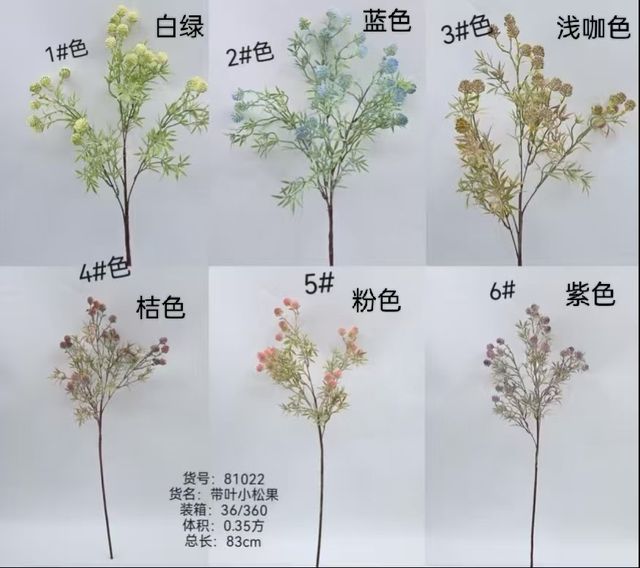 1#色
白绿
2#色
蓝色
3#色
浅咖色
4#色
桔色
5#
粉色
6#
紫色
货号：81022
货名：带叶小松果
装箱：36/360
体积：0.35方
总长：83cm